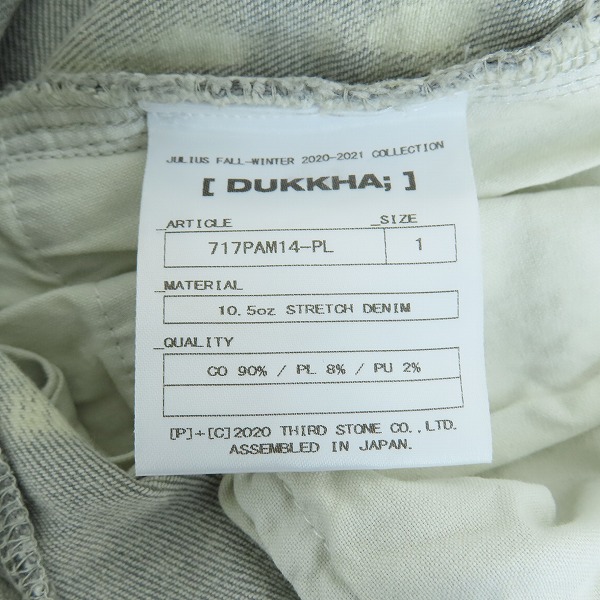 JULIUS FALL-WINTER 2020-2021 COLLECTION
[ DUKKHA; ]
_ARTICLE _SIZE
717PAM14-PL 1
_MATERIAL
10.5oz STRETCH DENIM
_QUALITY
CO 90% / PL 8% / PU 2%
[P]+[C]2020 THIRD STONE CO.,LTD.
ASSEMBLED IN JAPAN.